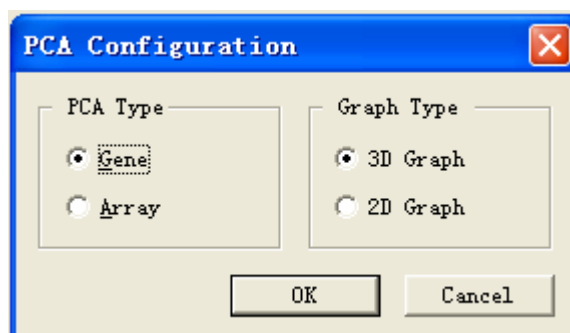 PCA Configuration
PCA Type
Gene
Array
Graph Type
3D Graph
2D Graph
OK
Cancel